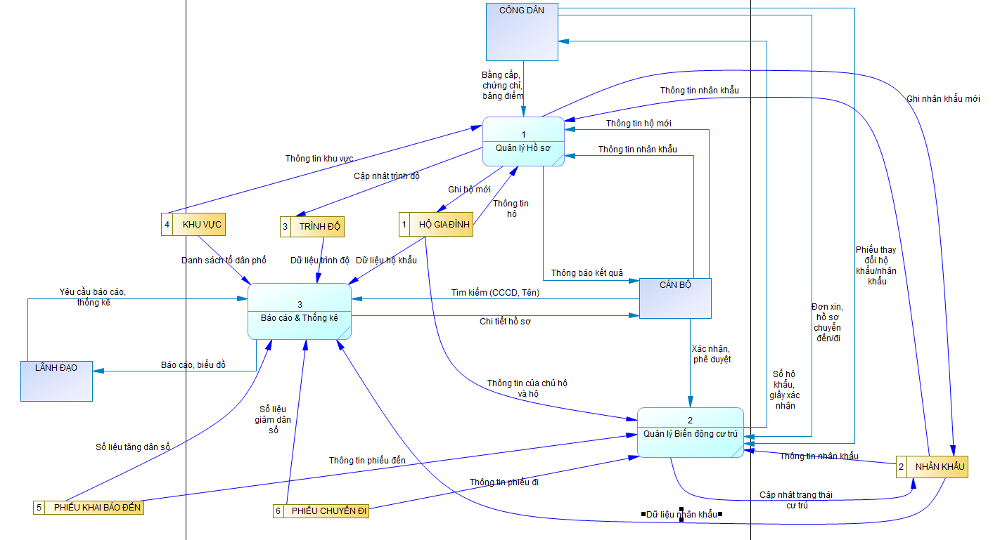 CÔNG DÂN
Bằng cấp,
chứng chỉ,
bảng điểm
Thông tin nhân khẩu
Ghi nhân khẩu mới
1
Quản lý Hồ sơ
Thông tin hộ mới
Thông tin nhân khẩu
Thông tin khu vực
Cập nhật trình độ
Ghi hộ mới
Thông tin
hộ
4
KHU VỰC
3
TRÌNH ĐỘ
1
HỘ GIA ĐÌNH
Danh sách tổ dân phố
Dữ liệu trình độ
Dữ liệu hộ khẩu
Phiếu thay
đổi hộ
khẩu/nhân
khẩu
Thông báo kết quả
CÁN BỘ
Yêu cầu báo cáo,
thống kê
3
Báo cáo & Thống kê
Tìm kiếm (CCCD, Tên)
Chi tiết hồ sơ
Đơn xin,
hồ sơ
chuyển
đến/đi
LÃNH ĐẠO
Báo cáo, biểu đồ
Xác nhận,
phê duyệt
Thông tin của chủ hộ
và hộ
Sổ hộ
khẩu,
giấy xác
nhận
Số liệu
giảm dân
số
2
Quản lý Biến động cư trú
Số liệu tăng dân số
Thông tin phiếu đến
Thông tin nhân khẩu
2
NHÂN KHẨU
Thông tin phiếu đi
Cập nhật trạng thái
cư trú
5
PHIẾU KHAI BÁO ĐẾN
6
PHIẾU CHUYỂN ĐI
Dữ liệu nhân khẩu